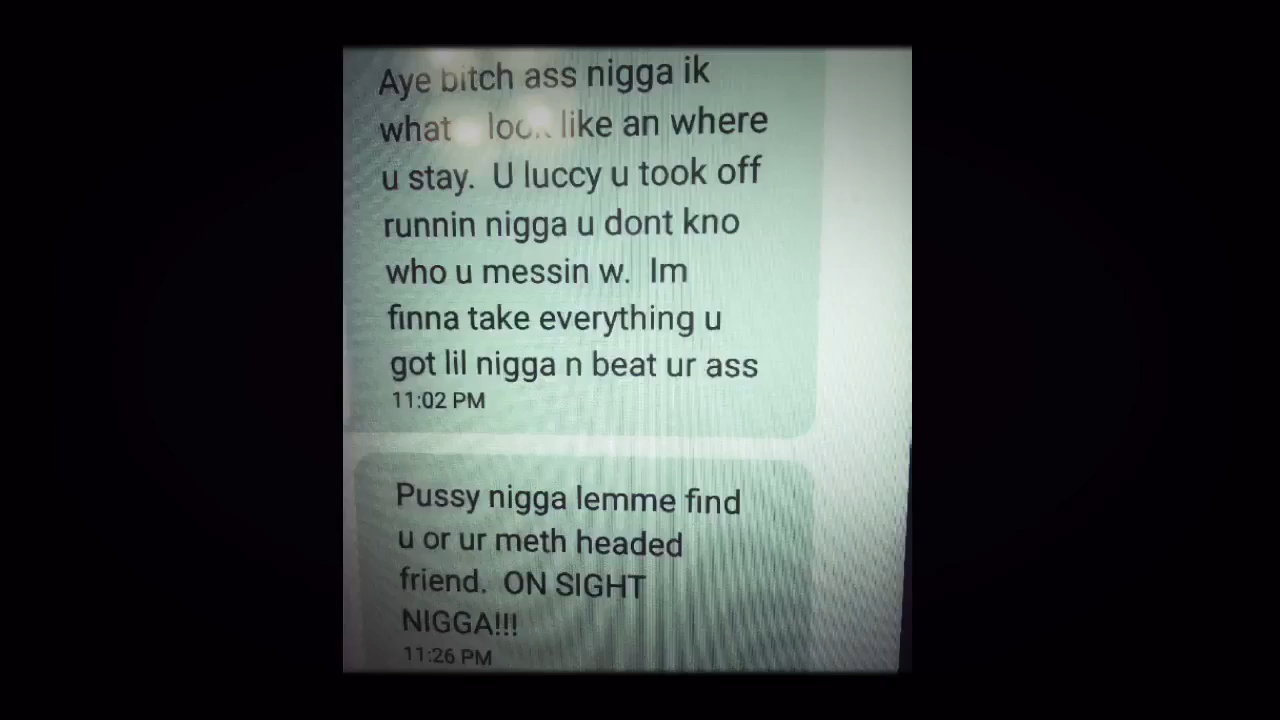 Aye bitch ass nigga ik
what look like an where
u stay. U luccy u took off
runnin nigga u dont kno
who u messin w. Im
finna take everything u
got lil nigga n beat ur ass
11:02 PM
Pussy nigga lemme find
u or ur meth headed
friend. ON SIGHT
NIGGA!!!
11:26 PM